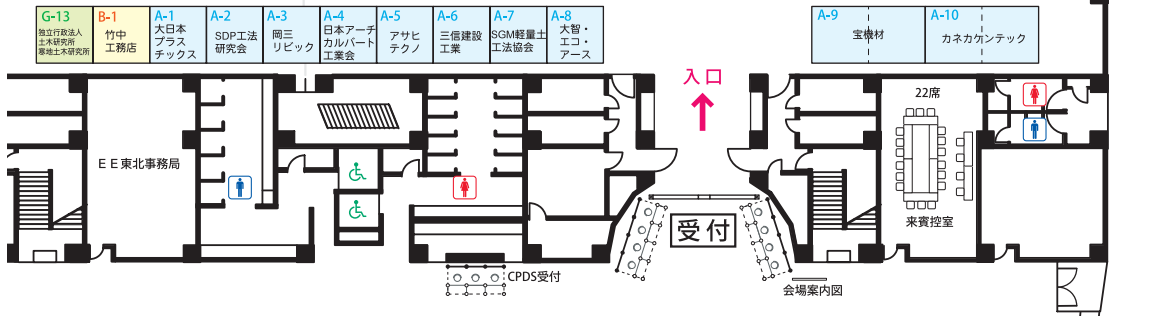 G-13
独立行政法人
土木研究所
寒地土木研究所
B-1
竹中
工務店
A-1
大日本
プラス
チックス
A-2
SDP工法
研究会
A-3
岡三
リビック
A-4
日本アーチ
カルバート
工業会
A-5
アサヒ
テクノ
A-6
三信建設
工業
A-7
SGM軽量土
工法協会
A-8
大智・
エコ・
アース
A-9
宝機材
A-10
カネカケンテック
入口
22席
EE東北事務局
来賓控室
受付
CPDS受付
会場案内図